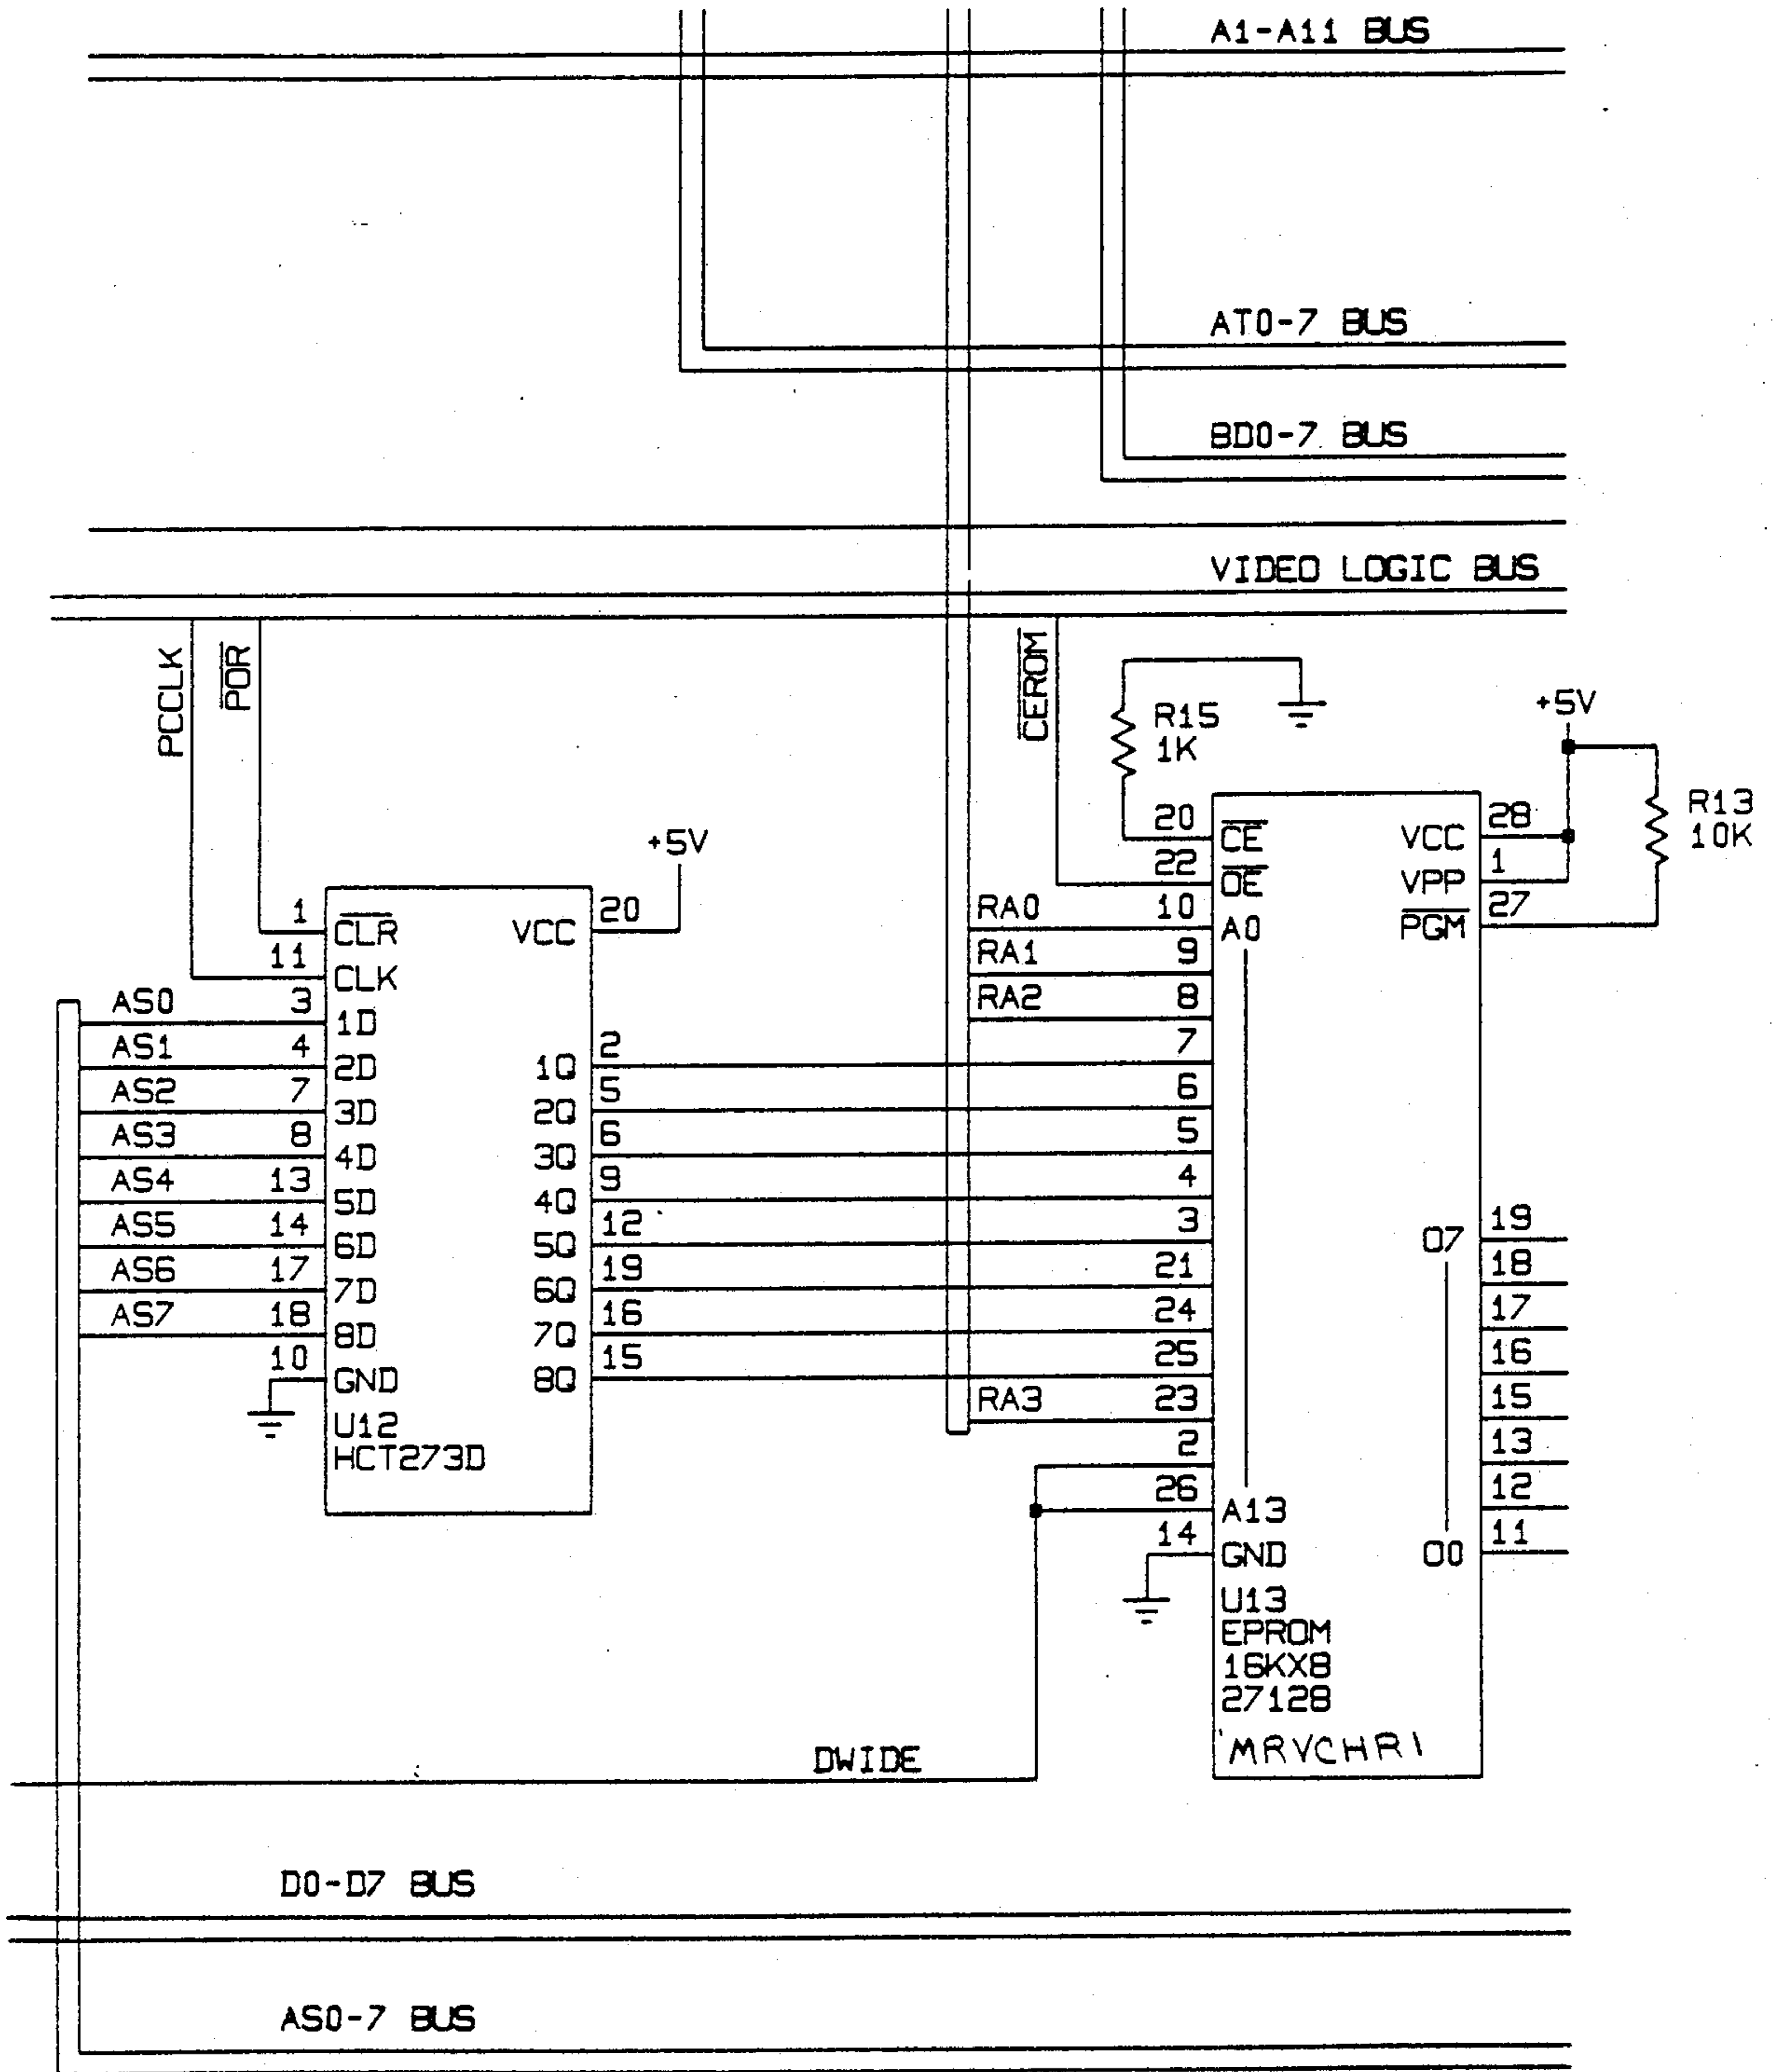 A1-A11 BUS
AT0-7 BUS
BD0-7 BUS
VIDEO LOGIC BUS
PCCLK
POR
CEROM
R15
1K
+5V
R13
10K
20 CE
22 OE
10 A0
RA0
RA1 9
RA2 8
7
6
5
4
3
21
24
25
RA3 23
2
26 A13
14 GND
VCC 28
VPP 1
PGM 27
O7 19
18
17
16
15
13
12
O0 11
U13
EPROM
16KX8
27128
MRVCHR1
+5V
1 CLR
11 CLK
VCC 20
AS0 3 1D
AS1 4 2D
AS2 7 3D
AS3 8 4D
AS4 13 5D
AS5 14 6D
AS6 17 7D
AS7 18 8D
10 GND
1Q 2
2Q 5
3Q 6
4Q 9
5Q 12
6Q 19
7Q 16
8Q 15
U12
HCT273D
DWIDE
D0-D7 BUS
AS0-7 BUS